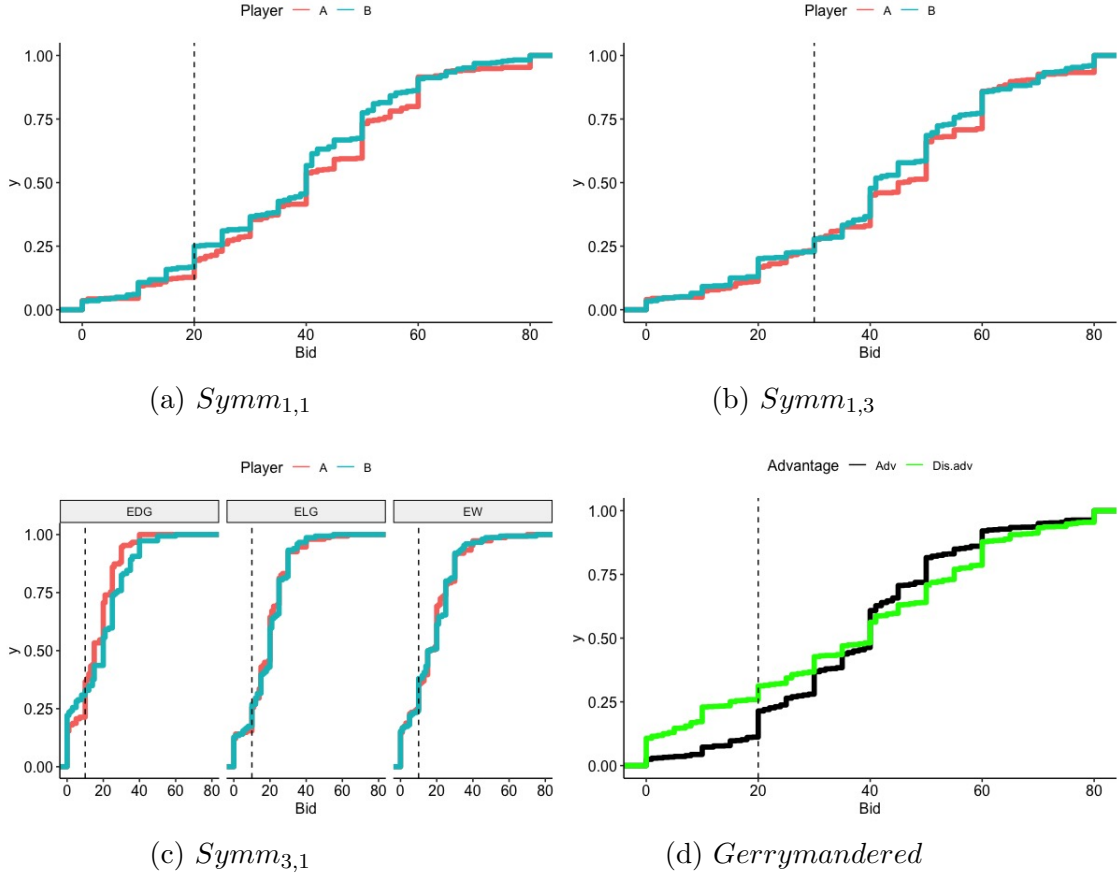 Player A B
1.00
0.75
y
0.50
0.25
0.00
0 20 40 60 80
Bid
(a) Symm1,1
Player A B
1.00
0.75
y
0.50
0.25
0.00
0 20 40 60 80
Bid
(b) Symm1,3
Player A B
EDG ELG EW
1.00
0.75
y
0.50
0.25
0.00
0 20 40 60 80 0 20 40 60 80 0 20 40 60 80
Bid
(c) Symm3,1
Advantage Adv Dis.adv
1.00
0.75
y
0.50
0.25
0.00
0 20 40 60 80
Bid
(d) Gerrymandered